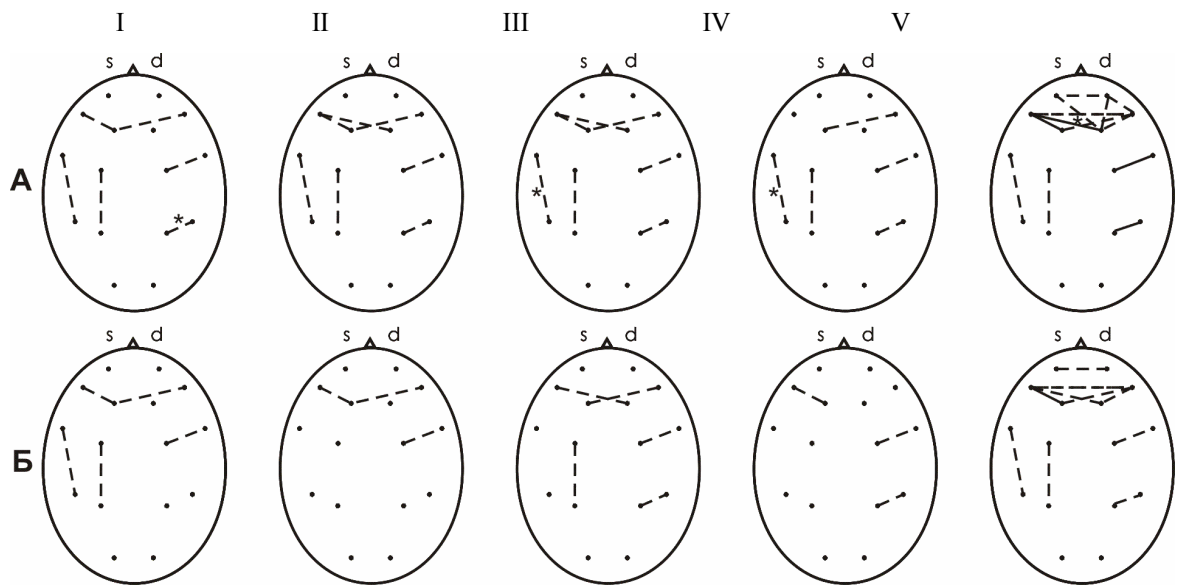 I II III IV V
s d s d s d s d s d
А
* * * *
s d s d s d s d s d
Б